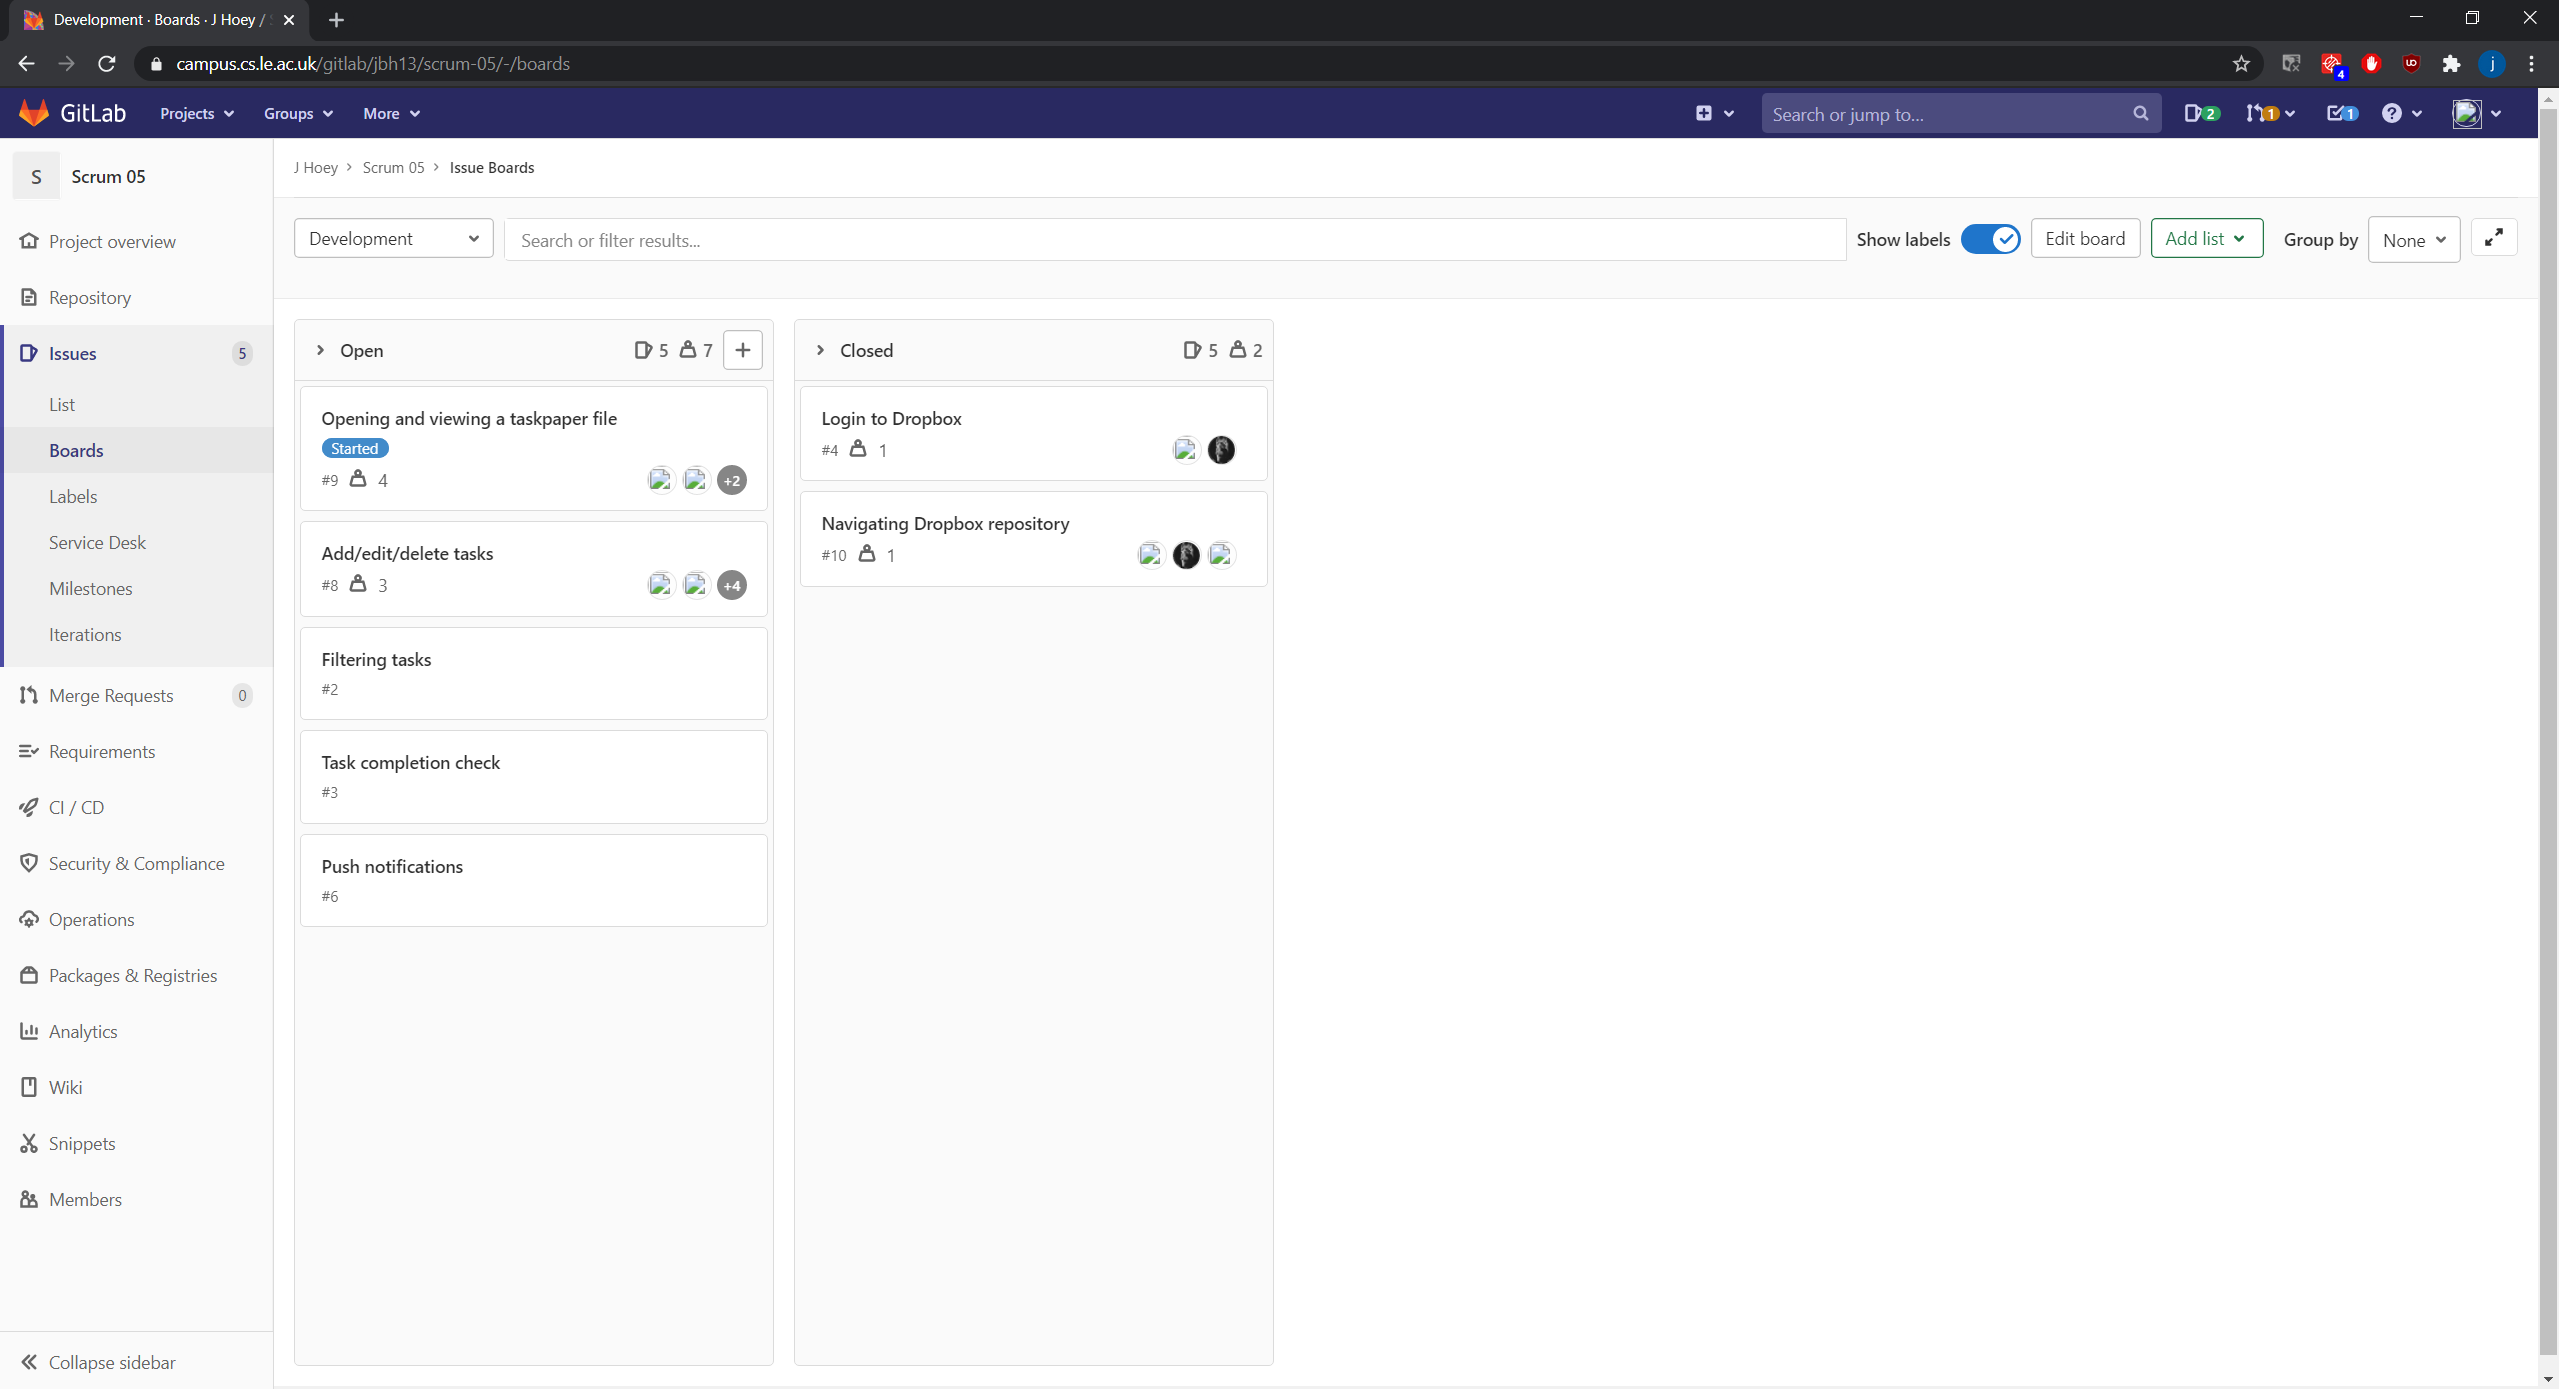 Development · Boards · J Hoey /
campus.cs.le.ac.uk/gitlab/jbh13/scrum-05/-/boards
4
j
GitLab
Projects
Groups
More
Search or jump to...
2
1
1
S
Scrum 05
Project overview
Repository
Issues
5
List
Boards
Labels
Service Desk
Milestones
Iterations
Merge Requests
0
Requirements
CI / CD
Security & Compliance
Operations
Packages & Registries
Analytics
Wiki
Snippets
Members
Collapse sidebar
J Hoey > Scrum 05 > Issue Boards
Development
Search or filter results...
Show labels
Edit board
Add list
Group by
None
Open
5
7
Opening and viewing a taskpaper file
Started
#9
4
+2
Add/edit/delete tasks
#8
3
+4
Filtering tasks
#2
Task completion check
#3
Push notifications
#6
Closed
5
2
Login to Dropbox
#4
1
Navigating Dropbox repository
#10
1